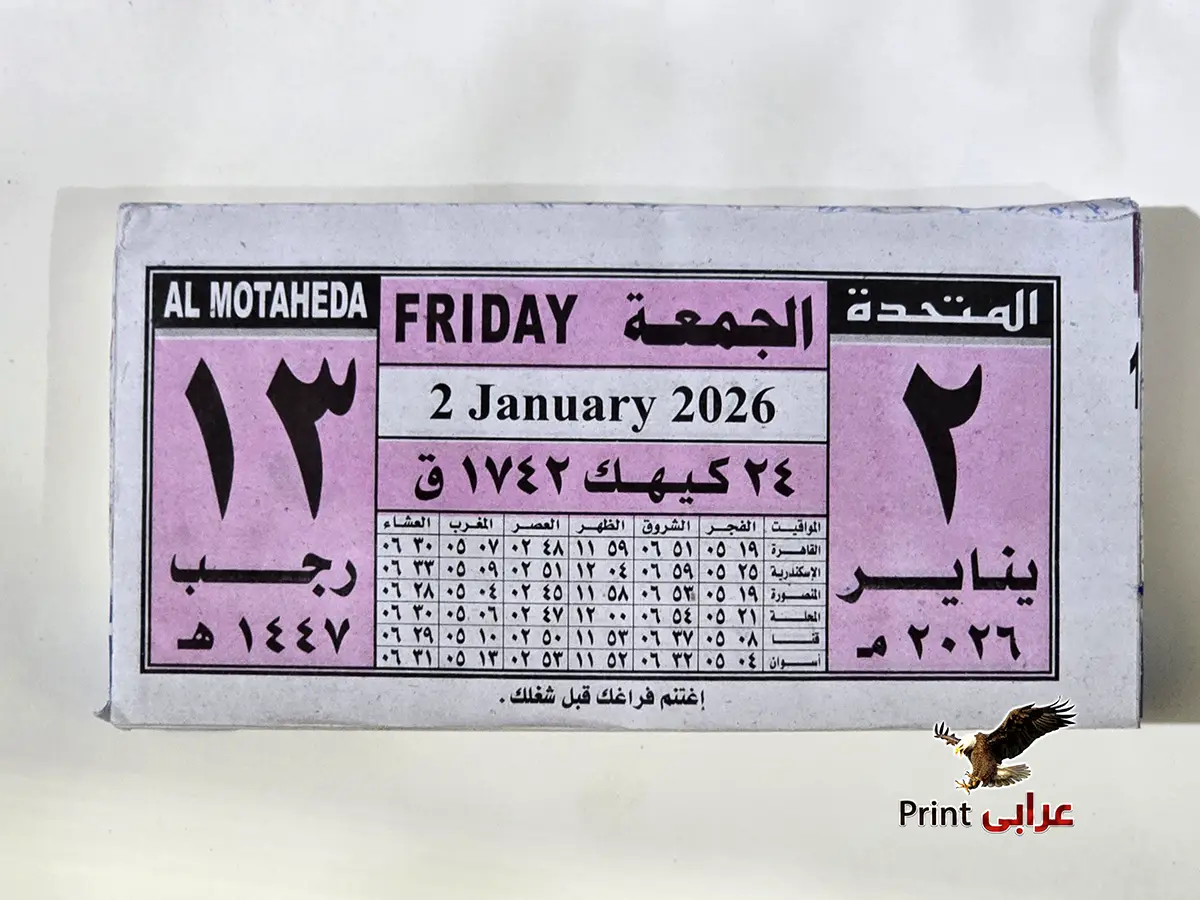 AL MOTAHEDA
المتحدة
FRIDAY الجمعة
2 January 2026
٢٤ كيهك ١٧٤٢ ق
٢
يناير
٢٠٢٦ م
١٣
رجب
١٤٤٧ هـ
المواقيت الفجر الشروق الظهر العصر المغرب العشاء
القاهرة ١٩ ٠٥ ٥١ ٠٦ ٥٩ ١١ ٤٨ ٠٢ ٠٧ ٠٥ ٣٠ ٠٦
الإسكندرية ٢٥ ٠٥ ٥٩ ٠٦ ٠٤ ١٢ ٥١ ٠٢ ٠٩ ٠٥ ٣٣ ٠٦
المنصورة ١٩ ٠٥ ٥٣ ٠٦ ٥٨ ١١ ٤٥ ٠٢ ٠٤ ٠٥ ٢٨ ٠٦
المحلة ٢١ ٠٥ ٥٤ ٠٦ ٠٠ ١٢ ٤٧ ٠٢ ٠٦ ٠٥ ٣٠ ٠٦
قنا ٠٨ ٠٥ ٣٧ ٠٦ ٥٣ ١١ ٥٠ ٠٢ ١٠ ٠٥ ٢٩ ٠٦
أسوان ٠٤ ٠٥ ٣٢ ٠٦ ٥٢ ١١ ٥٣ ٠٢ ١٣ ٠٥ ٣١ ٠٦
إغتنم فراغك قبل شغلك.
Print عرابى